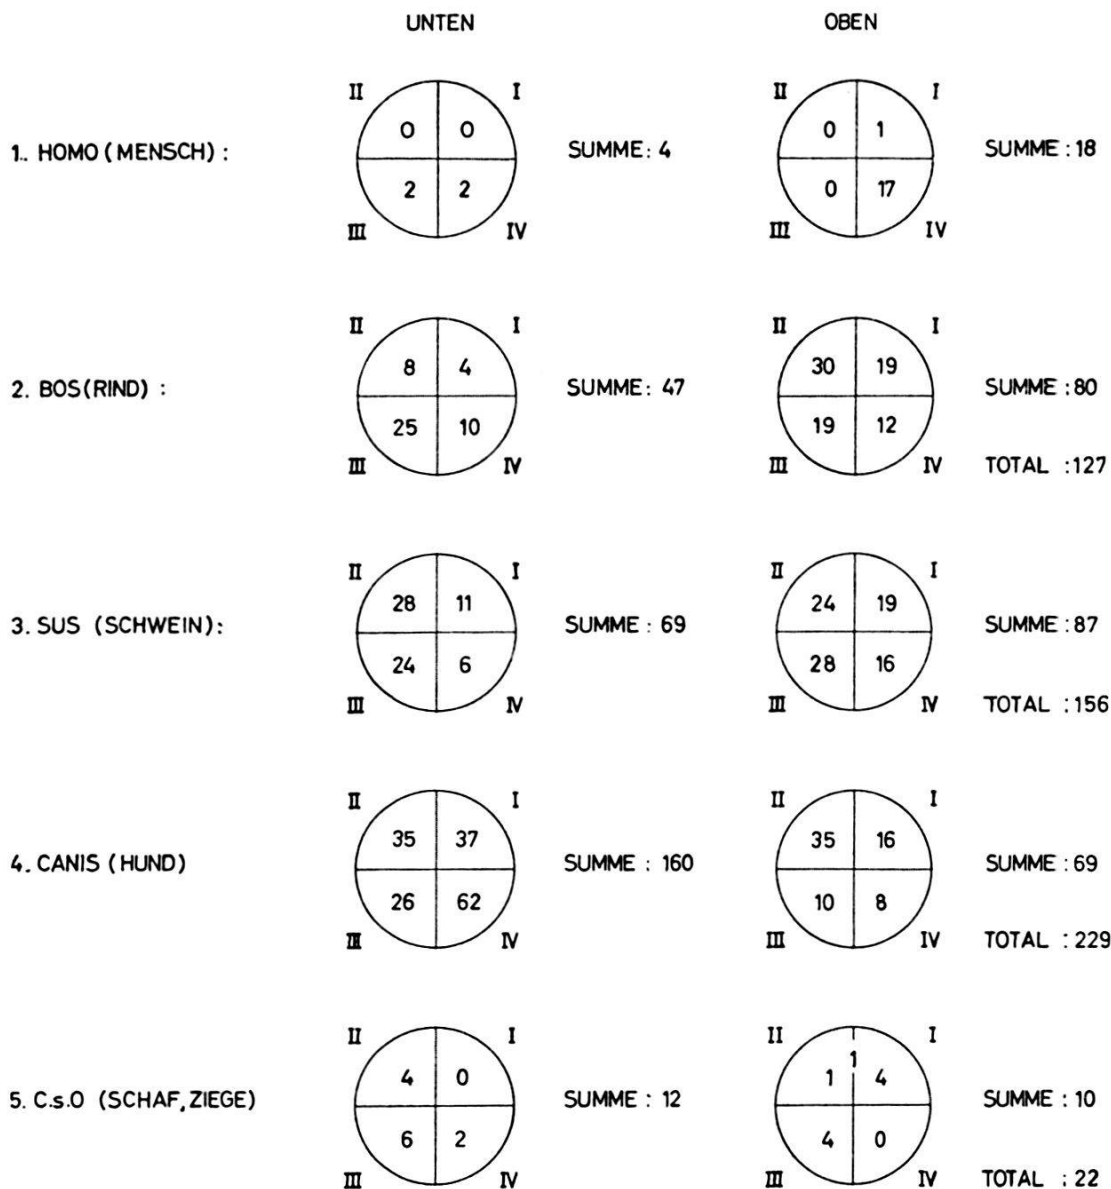 UNTEN OBEN
II I II I
0 0 0 1
1.. HOMO (MENSCH) : SUMME: 4 SUMME : 18
2 2 0 17
III IV III IV
II I II I
8 4 30 19
2. BOS(RIND) : SUMME: 47 SUMME : 80
25 10 19 12
III IV III IV TOTAL : 127
II I II I
28 11 24 19
3. SUS (SCHWEIN): SUMME : 69 SUMME : 87
24 6 28 16
III IV III IV TOTAL : 156
II I II I
35 37 35 16
4. CANIS (HUND) SUMME : 160 SUMME : 69
26 62 10 8
III IV III IV TOTAL : 229
II I II I
1
4 0 1 4
5. C.s.O (SCHAF, ZIEGE) SUMME : 12 SUMME : 10
6 2 4 0
III IV III IV TOTAL : 22